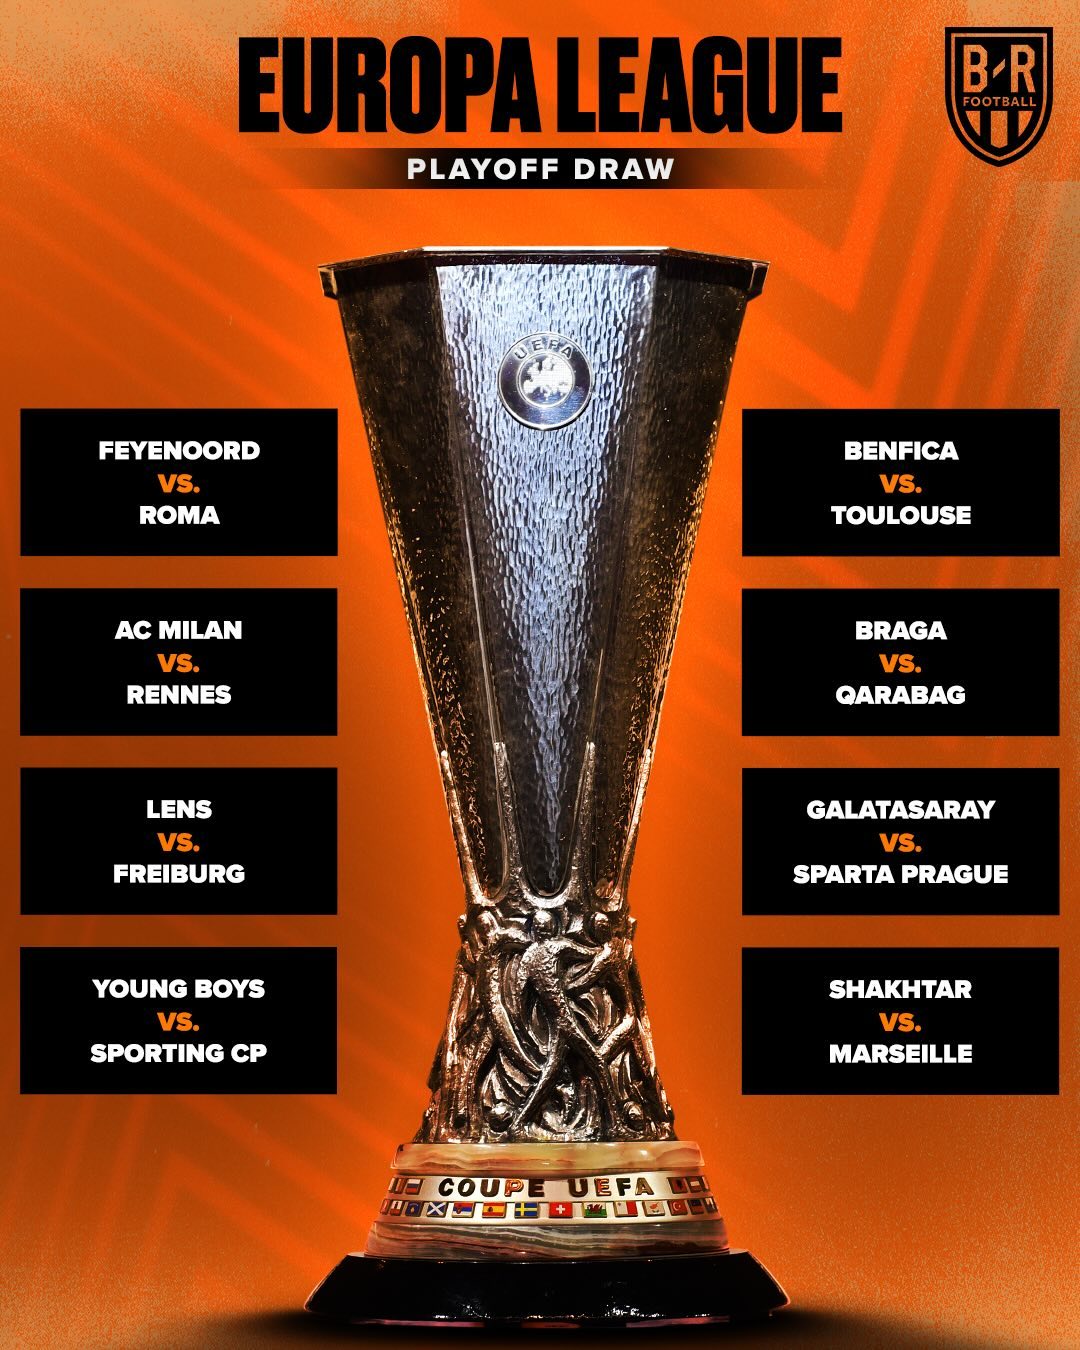 EUROPA LEAGUE
PLAYOFF DRAW
B-R
FOOTBALL
UEFA
FEYENOORD
VS.
ROMA
AC MILAN
VS.
RENNES
LENS
VS.
FREIBURG
YOUNG BOYS
VS.
SPORTING CP
BENFICA
VS.
TOULOUSE
BRAGA
VS.
QARABAG
GALATASARAY
VS.
SPARTA PRAGUE
SHAKHTAR
VS.
MARSEILLE
COUPE UEFA